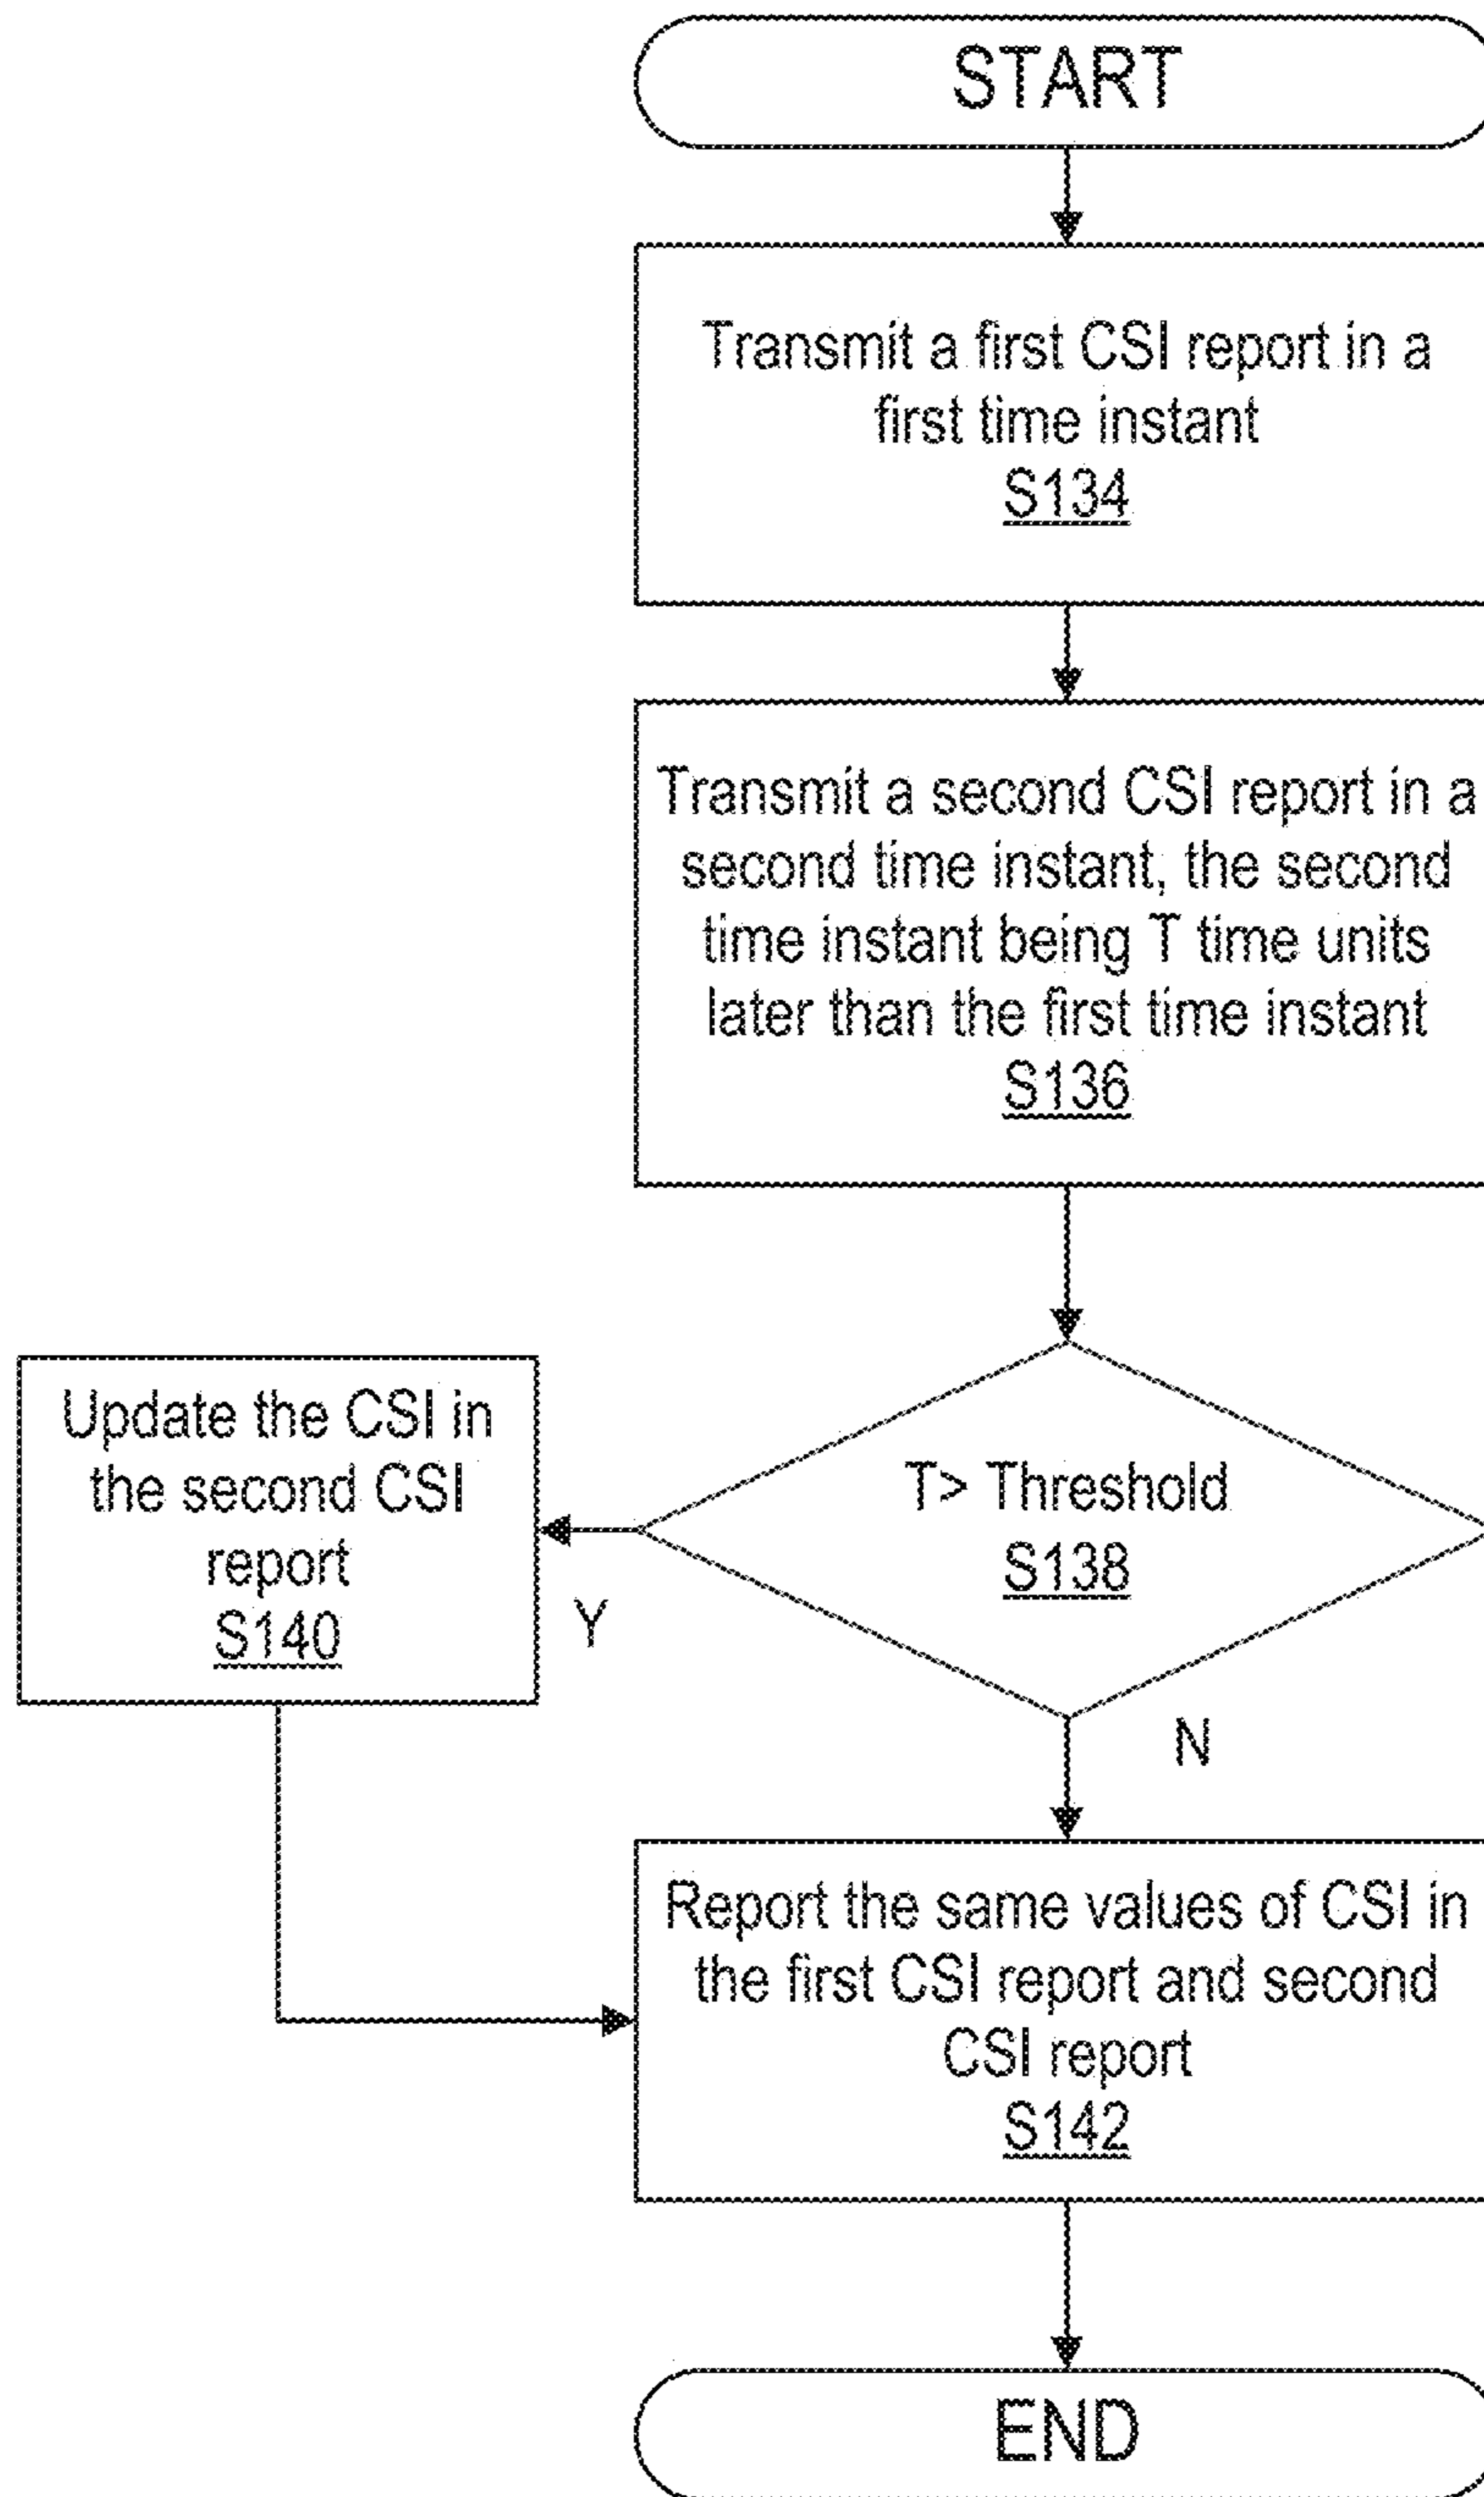 START
Transmit a first CSI report in a
first time instant
S134
Transmit a second CSI report in a
second time instant, the second
time instant being T time units
later than the first time instant
S136
T> Threshold
S138
Y
Update the CSI in
the second CSI
report
S140
N
Report the same values of CSI in
the first CSI report and second
CSI report
S142
END